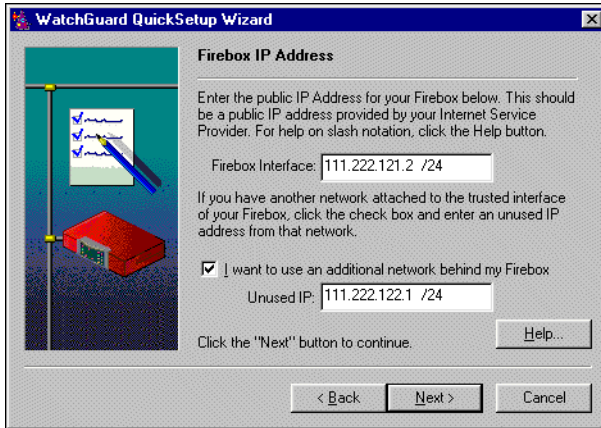 WatchGuard QuickSetup Wizard
Firebox IP Address
Enter the public IP Address for your Firebox below. This should
be a public IP address provided by your Internet Service
Provider. For help on slash notation, click the Help button.
Firebox Interface: 111.222.121.2 /24
If you have another network attached to the trusted interface
of your Firebox, click the check box and enter an unused IP
address from that network.
I want to use an additional network behind my Firebox
Unused IP: 111.222.122.1 /24
Click the "Next" button to continue.
Help...
< Back
Next >
Cancel